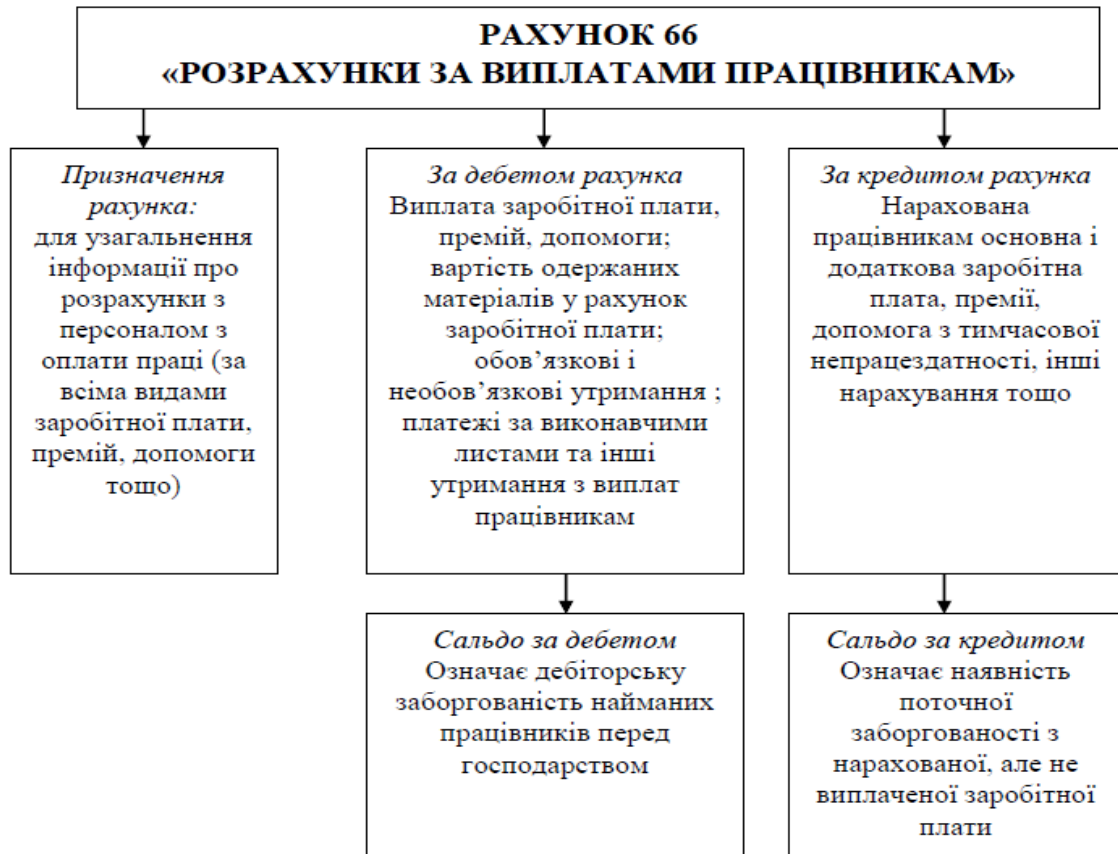 РАХУНОК 66
«РОЗРАХУНКИ ЗА ВИПЛАТАМИ ПРАЦІВНИКАМ»
Призначення
рахунка:
для узагальнення
інформації про
розрахунки з
персоналом з
оплати праці (за
всіма видами
заробітної плати,
премій, допомоги
тощо)
За дебетом рахунка
Виплата заробітної плати,
премій, допомоги;
вартість одержаних
матеріалів у рахунок
заробітної плати;
обов’язкові і
необов’язкові утримання ;
платежі за виконавчими
листами та інші
утримання з виплат
працівникам
За кредитом рахунка
Нарахована
працівникам основна і
додаткова заробітна
плата, премії,
допомога з тимчасової
непрацездатності, інші
нарахування тощо
Сальдо за дебетом
Означає дебіторську
заборгованість найманих
працівників перед
господарством
Сальдо за кредитом
Означає наявність
поточної
заборгованості з
нарахованої, але не
виплаченої заробітної
плати